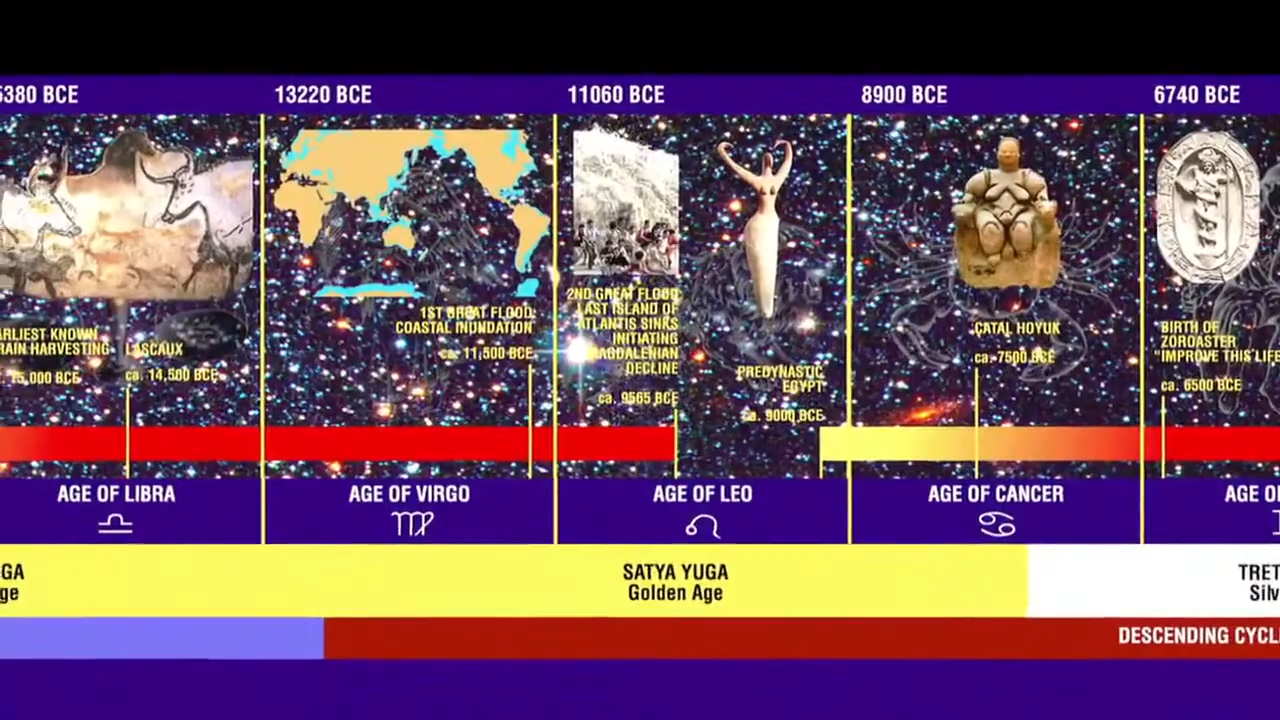 5380 BCE
13220 BCE
11060 BCE
8900 BCE
6740 BCE
ARLIEST KNOWN
RAIN HARVESTING
15,000 BCE
LASCAUX
ca. 14,500 BCE
1ST GREAT FLOOD:
COASTAL INUNDATION
ca. 11,500 BCE
2ND GREAT FLOOD:
LAST ISLAND OF
ATLANTIS SINKS
INITIATING
MAGDALENIAN
DECLINE
ca. 9565 BCE
PREDYNASTIC
EGYPT
ca. 9000 BCE
ÇATAL HOYUK
ca. 7500 BCE
BIRTH OF
ZOROASTER
"IMPROVE THIS LIFE
ca. 6500 BCE
AGE OF LIBRA
♎
AGE OF VIRGO
♍
AGE OF LEO
♌
AGE OF CANCER
♋
AGE O
GA
ge
SATYA YUGA
Golden Age
TRET
Silv
DESCENDING CYCL